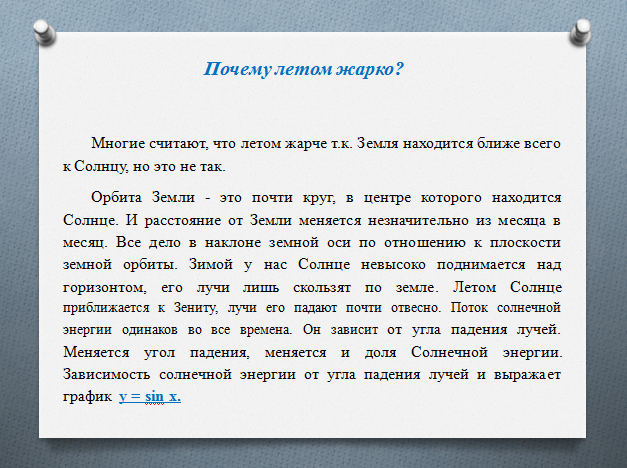 Почему летом жарко?
Многие считают, что летом жарче т.к. Земля находится ближе всего
к Солнцу, но это не так.
Орбита Земли - это почти круг, в центре которого находится
Солнце. И расстояние от Земли меняется незначительно из месяца в
месяц. Все дело в наклоне земной оси по отношению к плоскости
земной орбиты. Зимой у нас Солнце невысоко поднимается над
горизонтом, его лучи лишь скользят по земле. Летом Солнце
приближается к Зениту, лучи его падают почти отвесно. Поток солнечной
энергии одинаков во все времена. Он зависит от угла падения лучей.
Меняется угол падения, меняется и доля Солнечной энергии.
Зависимость солнечной энергии от угла падения лучей и выражает
график y = sin x.